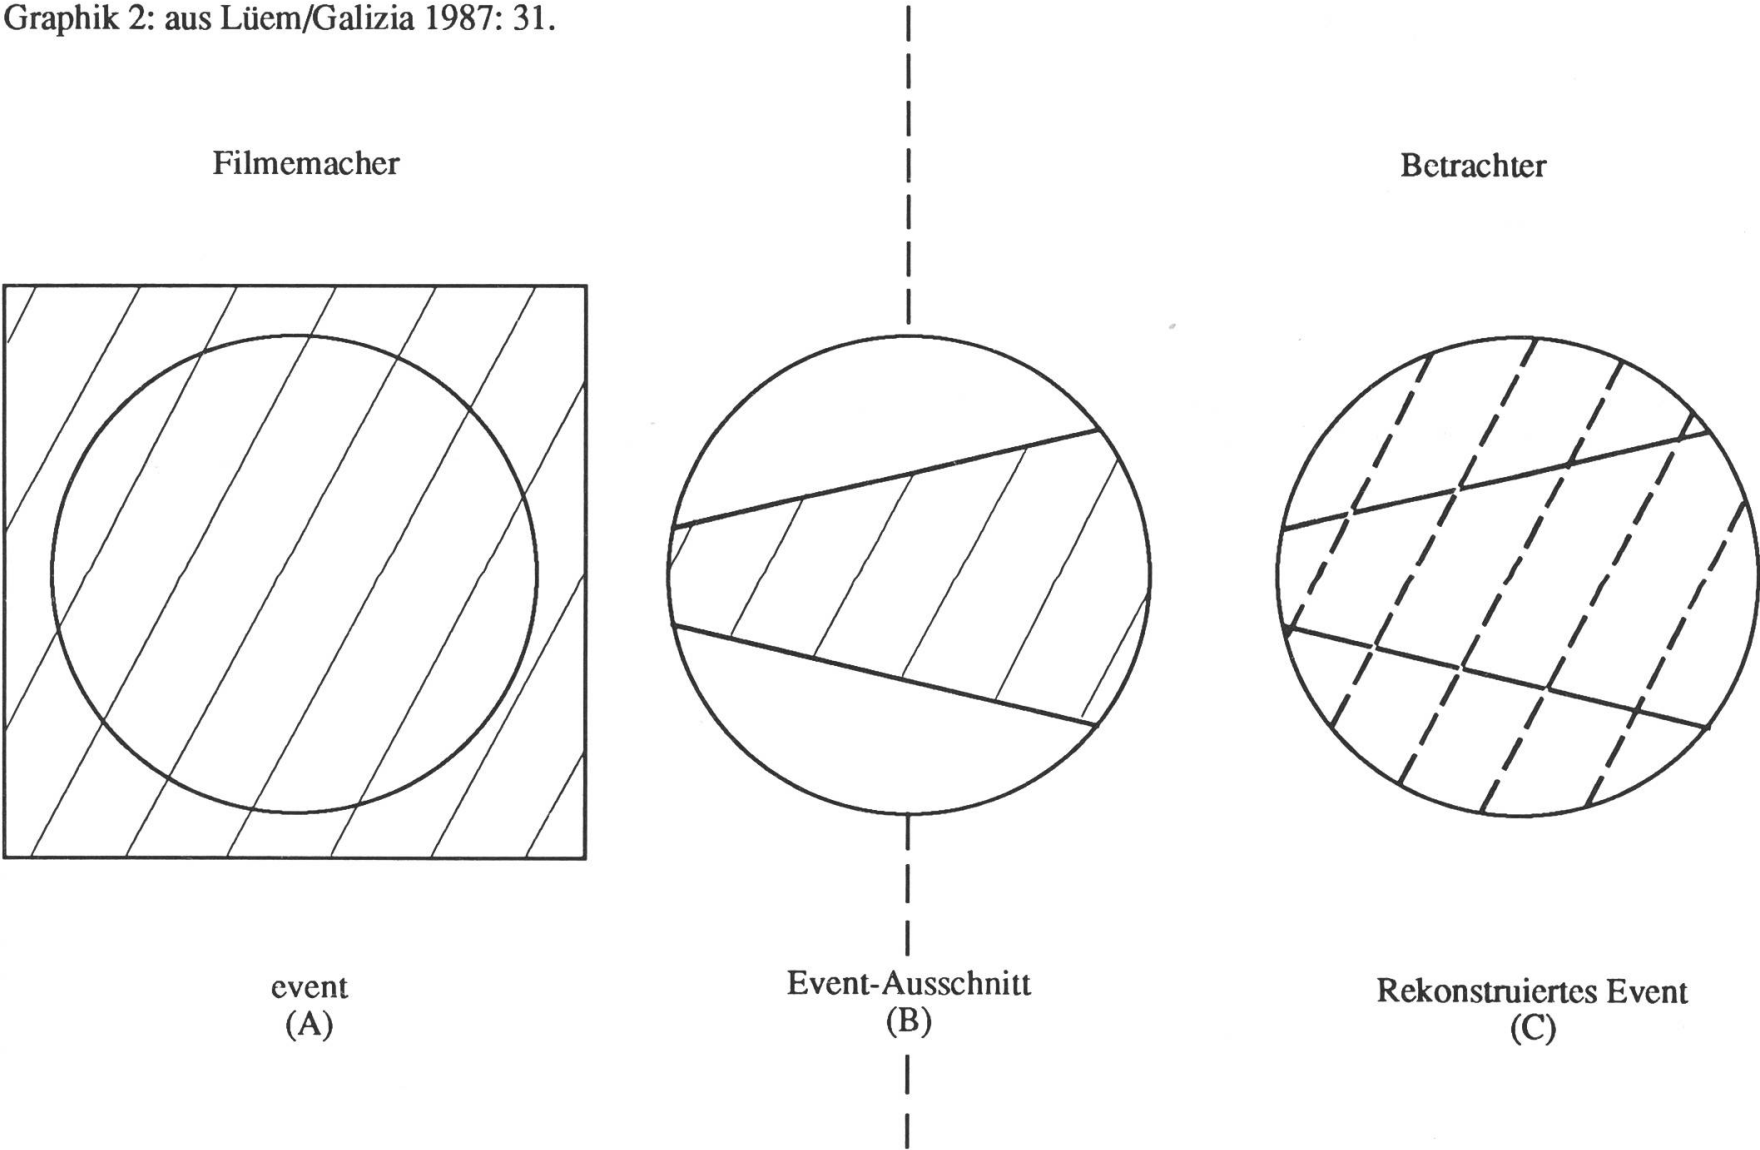 Graphik 2: aus Lüem/Galizia 1987: 31.
Filmemacher
Betrachter
event
(A)
Event-Ausschnitt
(B)
Rekonstruiertes Event
(C)